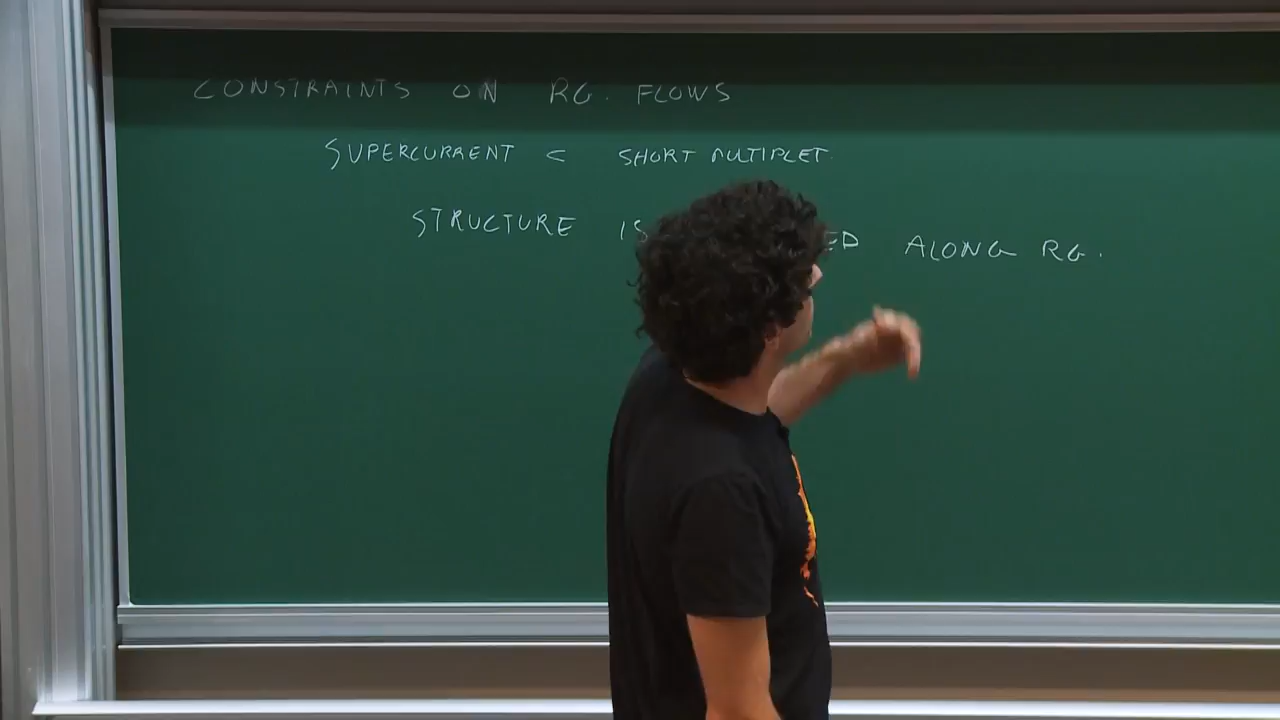 CONSTRAINTS ON RG. FLOWS
SUPERCURRENT ⊂ SHORT MULTIPLET.
STRUCTURE IS ALONG RG.